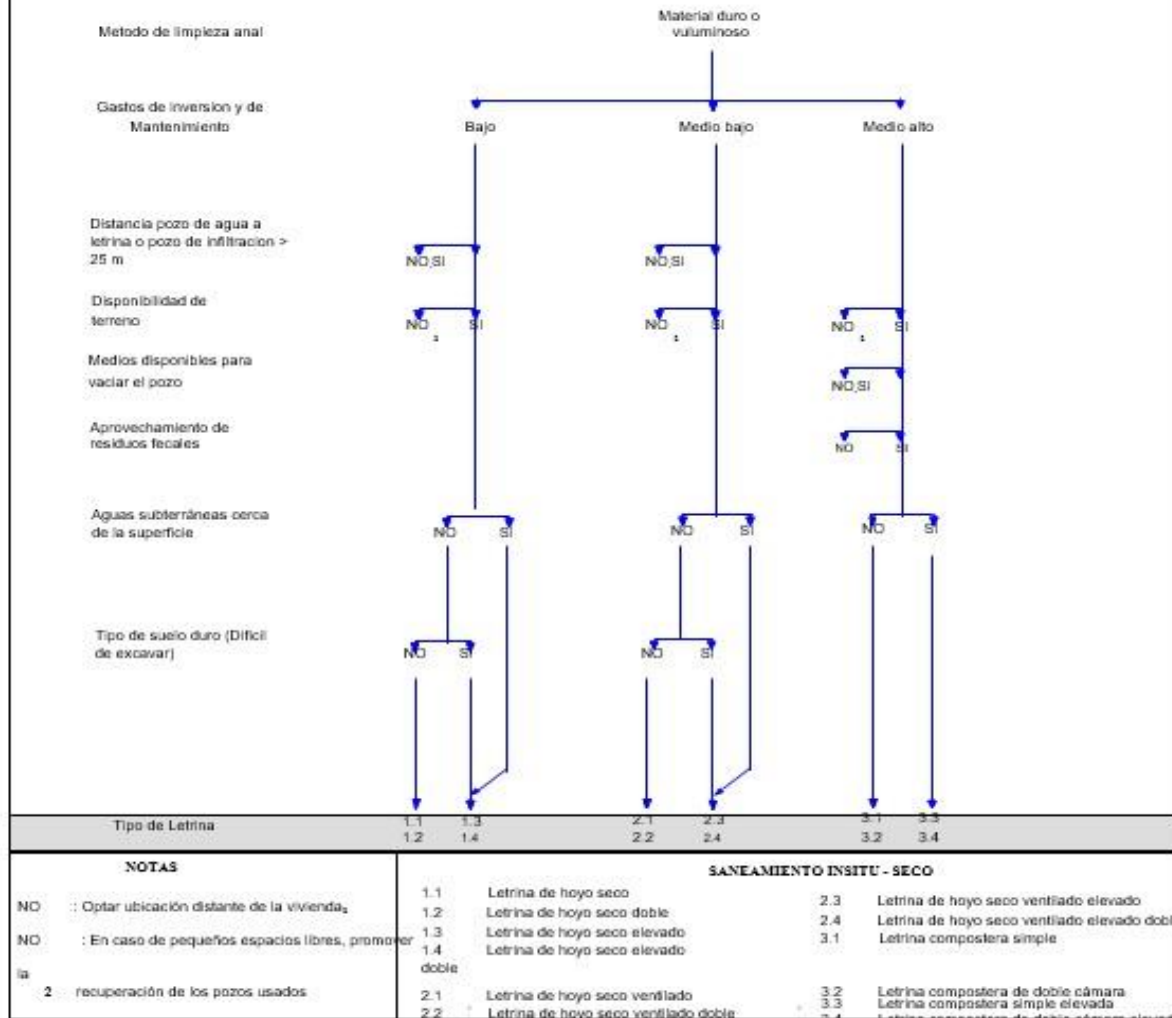 Metodo de limpieza anal
Material duro o
vuluminoso
Gastos de inversion y de
Mantenimiento
Bajo
Medio bajo
Medio alto
Distancia pozo de agua a
letrina o pozo de infiltracion >
25 m
NO,SI
NO,SI
Disponibilidad de
terreno
NO SI
NO SI
NO SI
Medios disponibles para
vaciar el pozo
NO,SI
Aprovechamiento de
residuos fecales
NO SI
Aguas subterráneas cerca
de la superficie
NO SI
NO SI
NO SI
Tipo de suelo duro (Dificil
de excavar)
NO SI
NO SI
Tipo de Letrina
1.1 1.3 2.1 2.3 3.1 3.3
1.2 1.4 2.2 2.4 3.2 3.4
NOTAS
NO :: Optar ubicación distante de la vivienda
NO : En caso de pequeños espacios libres, promover
la
2 recuperación de los pozos usados
SANEAMIENTO INSITU - SECO
1.1 Letrina de hoyo seco
1.2 Letrina de hoyo seco doble
1.3 Letrina de hoyo seco elevado
1.4 Letrina de hoyo seco elevado
doble
2.1 Letrina de hoyo seco ventilado
2.2 Letrina de hoyo seco ventilado doble
2.3 Letrina de hoyo seco ventilado elevado
2.4 Letrina de hoyo seco ventilado elevado dobl
3.1 Letrina compostera simple
3.2 Letrina compostera de doble cámara
3.3 Letrina compostera simple elevada